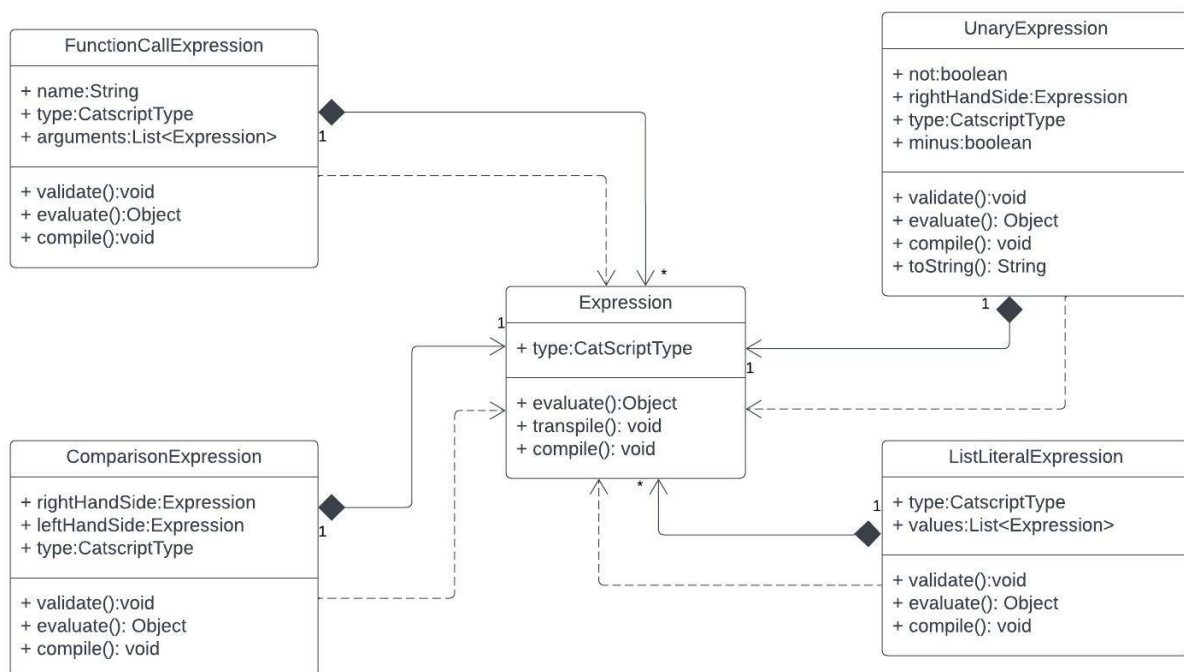 FunctionCallExpression
+ name:String
+ type:CatscriptType
+ arguments:List<Expression>
1
+ validate():void
+ evaluate():Object
+ compile():void
*
UnaryExpression
+ not:boolean
+ rightHandSide:Expression
+ type:CatscriptType
+ minus:boolean
+ validate():void
+ evaluate(): Object
+ compile(): void
+ toString(): String
1
Expression
1
+ type:CatScriptType
1
+ evaluate():Object
+ transpile(): void
+ compile(): void
*
ComparisonExpression
+ rightHandSide:Expression
+ leftHandSide:Expression
+ type:CatscriptType
1
+ validate():void
+ evaluate(): Object
+ compile(): void
ListLiteralExpression
1
+ type:CatscriptType
+ values:List<Expression>
+ validate():void
+ evaluate(): Object
+ compile(): void